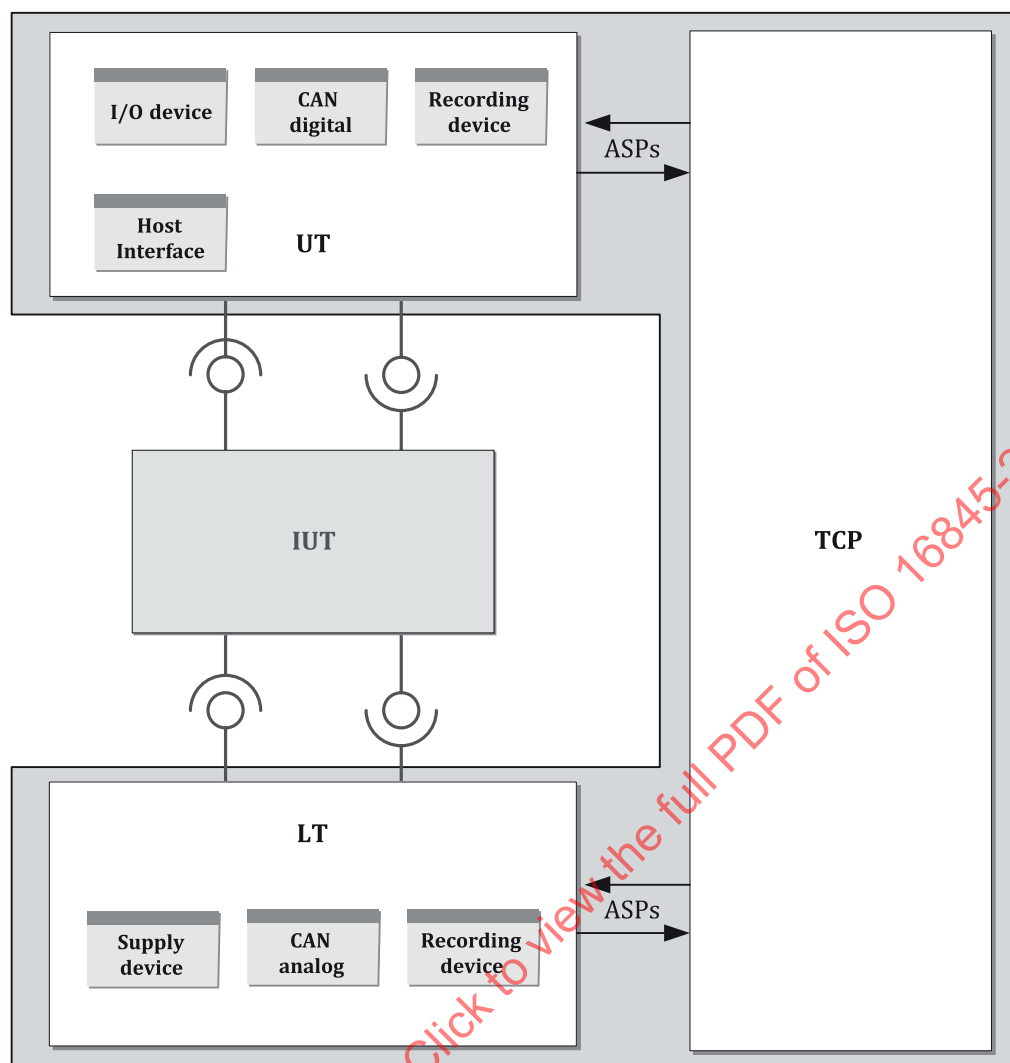 I/O device
CAN
digital
Recording
device
Host
Interface
UT
ASPs
IUT
TCP
LT
Supply
device
CAN
analog
Recording
device
ASPs
Click to view the full PDF of ISO 16845-2